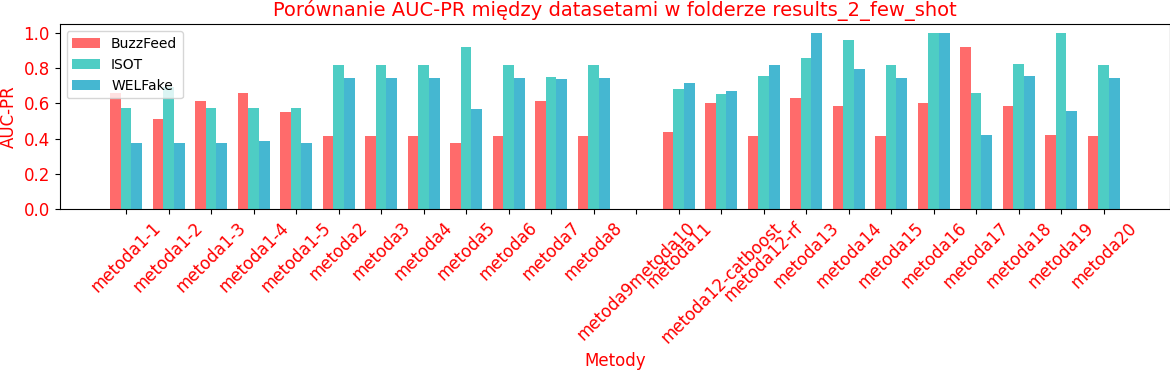 Porównanie AUC-PR między datasetami w folderze results_2_few_shot
AUC-PR
1.0
0.8
0.6
0.4
0.2
0.0
BuzzFeed
ISOT
WELFake
metoda1-1
metoda1-2
metoda1-3
metoda1-4
metoda1-5
metoda2
metoda3
metoda4
metoda5
metoda6
metoda7
metoda8
metoda9metoda10
metoda11
metoda12-catboost
metoda12-rf
metoda13
metoda14
metoda15
metoda16
metoda17
metoda18
metoda19
metoda20
Metody